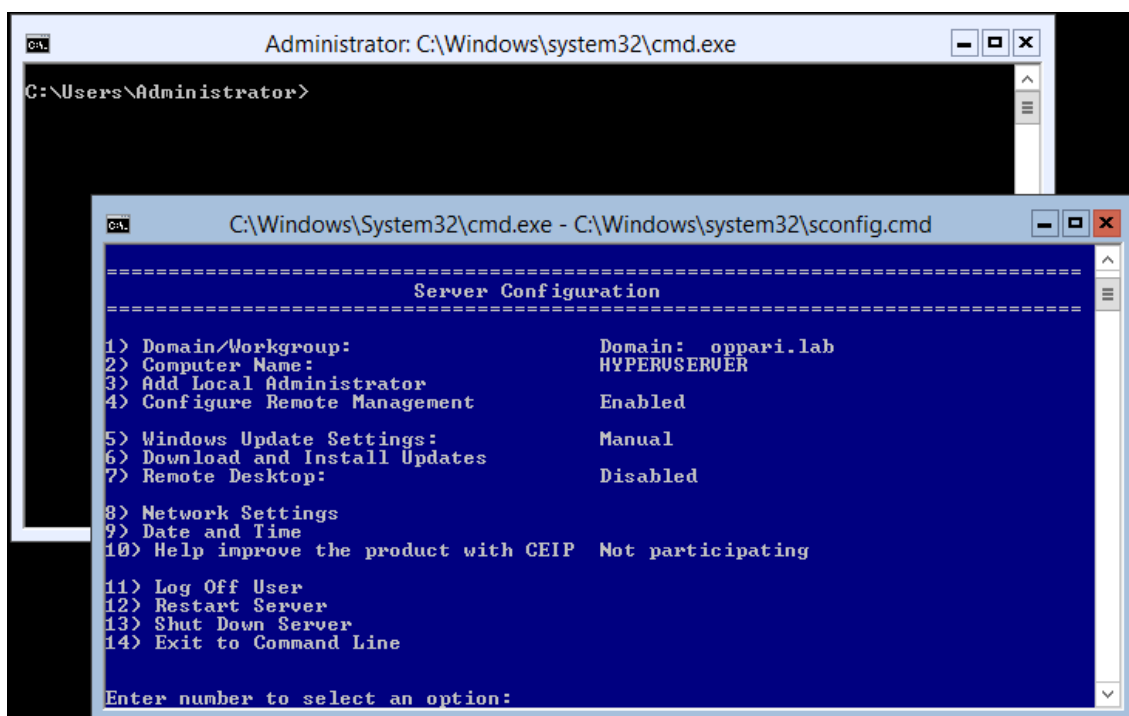 Administrator: C:\Windows\system32\cmd.exe
C:\Users\Administrator>
C:\Windows\System32\cmd.exe - C:\Windows\system32\sconfig.cmd
===============================================================================
Server Configuration
===============================================================================
1) Domain/Workgroup: Domain: oppari.lab
2) Computer Name: HYPERVSERVER
3) Add Local Administrator
4) Configure Remote Management Enabled
5) Windows Update Settings: Manual
6) Download and Install Updates
7) Remote Desktop: Disabled
8) Network Settings
9) Date and Time
10) Help improve the product with CEIP Not participating
11) Log Off User
12) Restart Server
13) Shut Down Server
14) Exit to Command Line
Enter number to select an option: